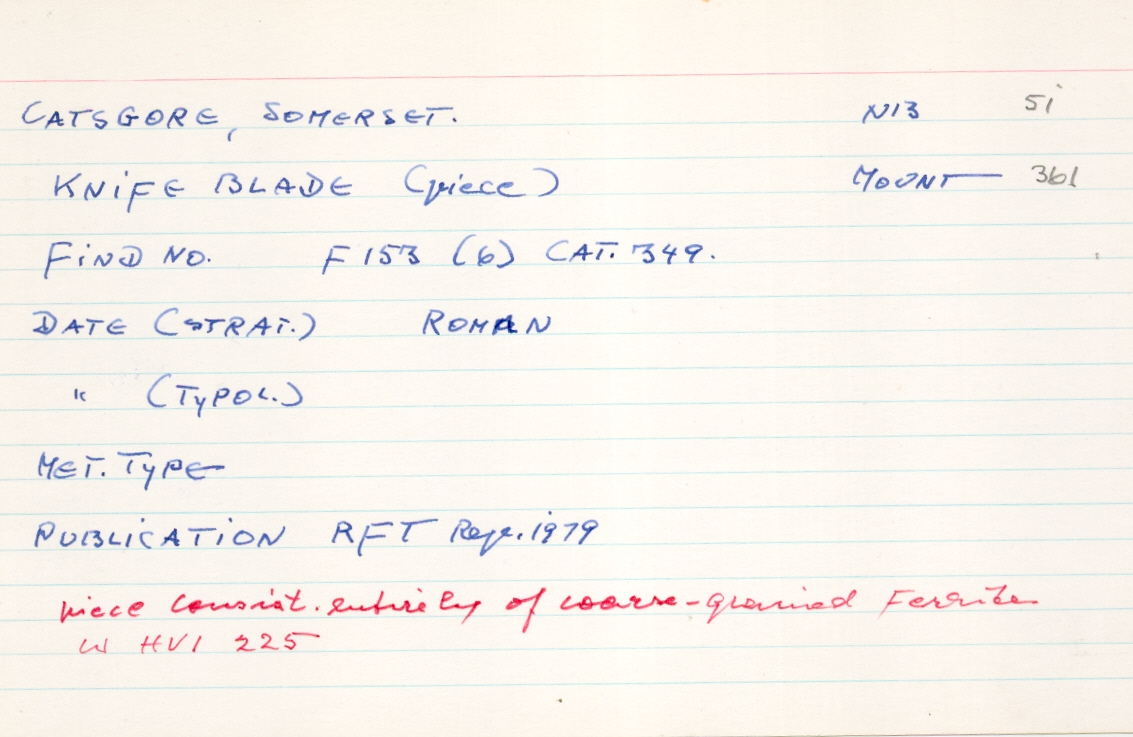 CATSGORE, SOMERSET. N13 51
KNIFE BLADE (piece) MOUNT — 361
FIND NO. F 153 (6) CAT. 349.
DATE (STRAT.) ROMAN
" (TYPOL.)
MET. TYPE
PUBLICATION RFT Rep. 1979
piece consist. entirely of coarse-grained Ferrite
w HV1 225